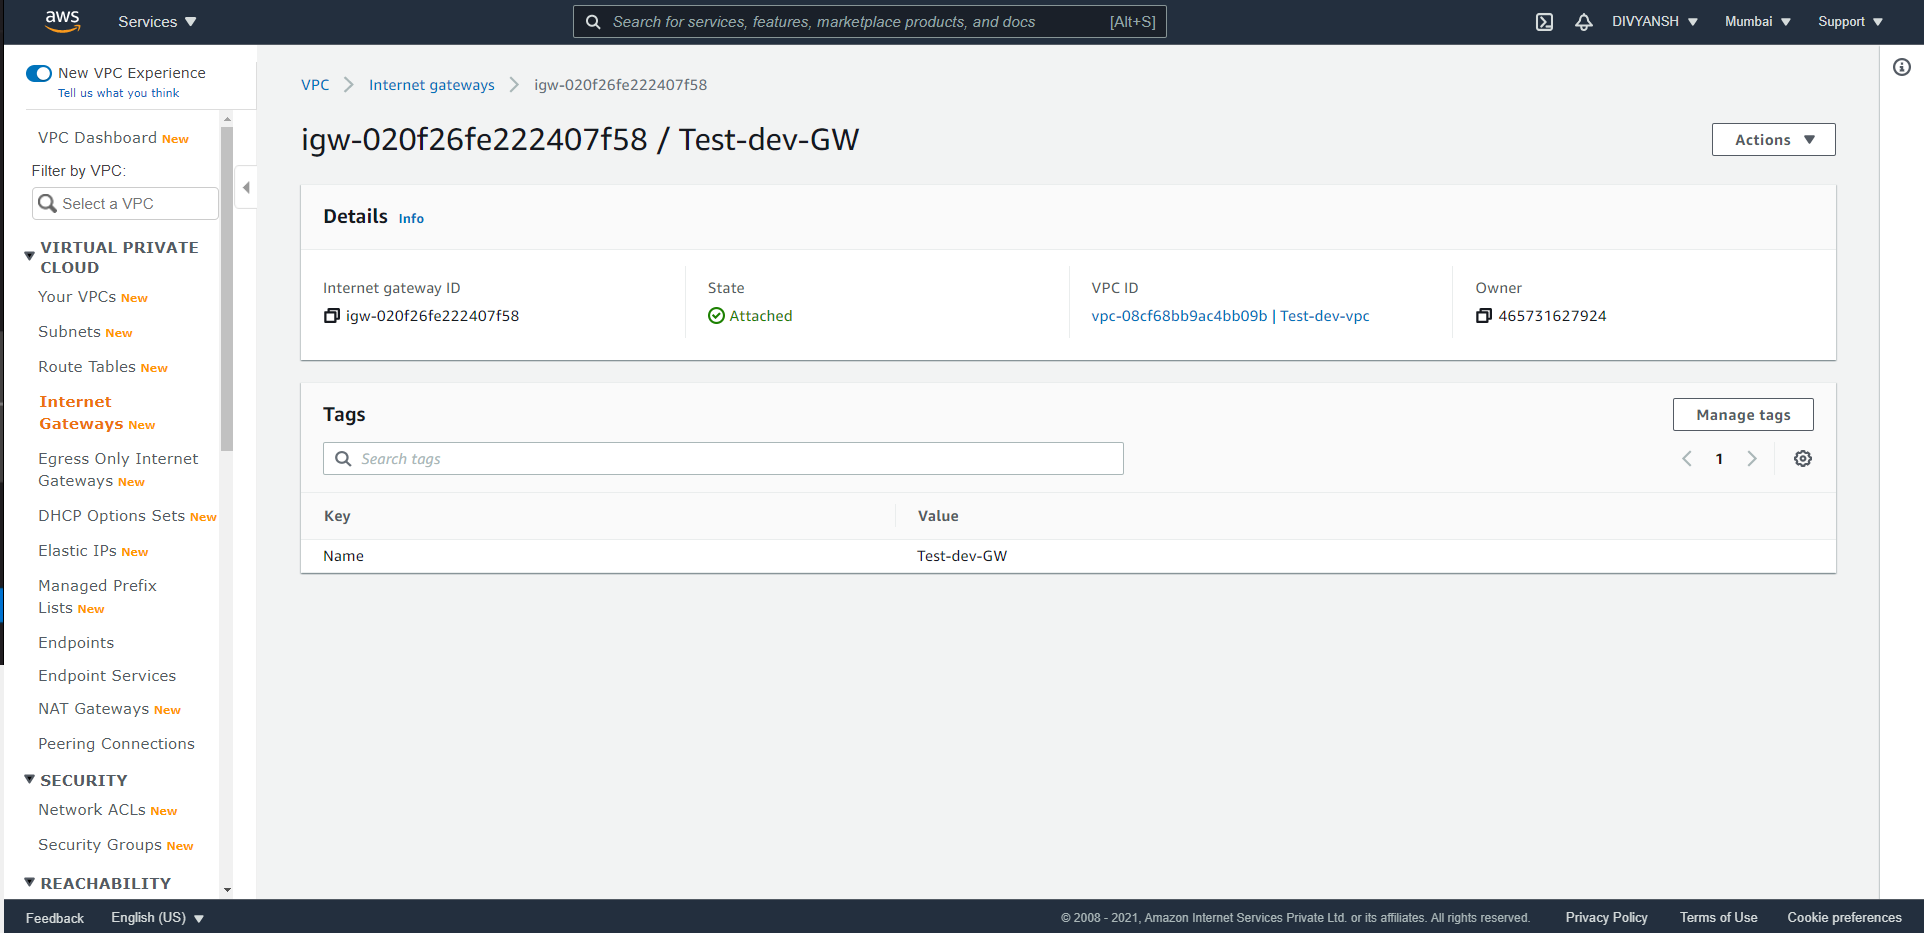 aws
Services
Search for services, features, marketplace products, and docs [Alt+S]
DIVYANSH
Mumbai
Support
New VPC Experience
Tell us what you think
VPC Dashboard New
Filter by VPC:
Select a VPC
VIRTUAL PRIVATE
CLOUD
Your VPCs New
Subnets New
Route Tables New
Internet
Gateways New
Egress Only Internet
Gateways New
DHCP Options Sets New
Elastic IPs New
Managed Prefix
Lists New
Endpoints
Endpoint Services
NAT Gateways New
Peering Connections
SECURITY
Network ACLs New
Security Groups New
REACHABILITY
VPC
Internet gateways
igw-020f26fe222407f58
igw-020f26fe222407f58 / Test-dev-GW
Actions
Details Info
Internet gateway ID
igw-020f26fe222407f58
State
Attached
VPC ID
vpc-08cf68bb9ac4bb09b | Test-dev-vpc
Owner
465731627924
Tags
Manage tags
Search tags
1
Key Value
Name Test-dev-GW
Feedback
English (US)
© 2008 - 2021, Amazon Internet Services Private Ltd. or its affiliates. All rights reserved.
Privacy Policy
Terms of Use
Cookie preferences